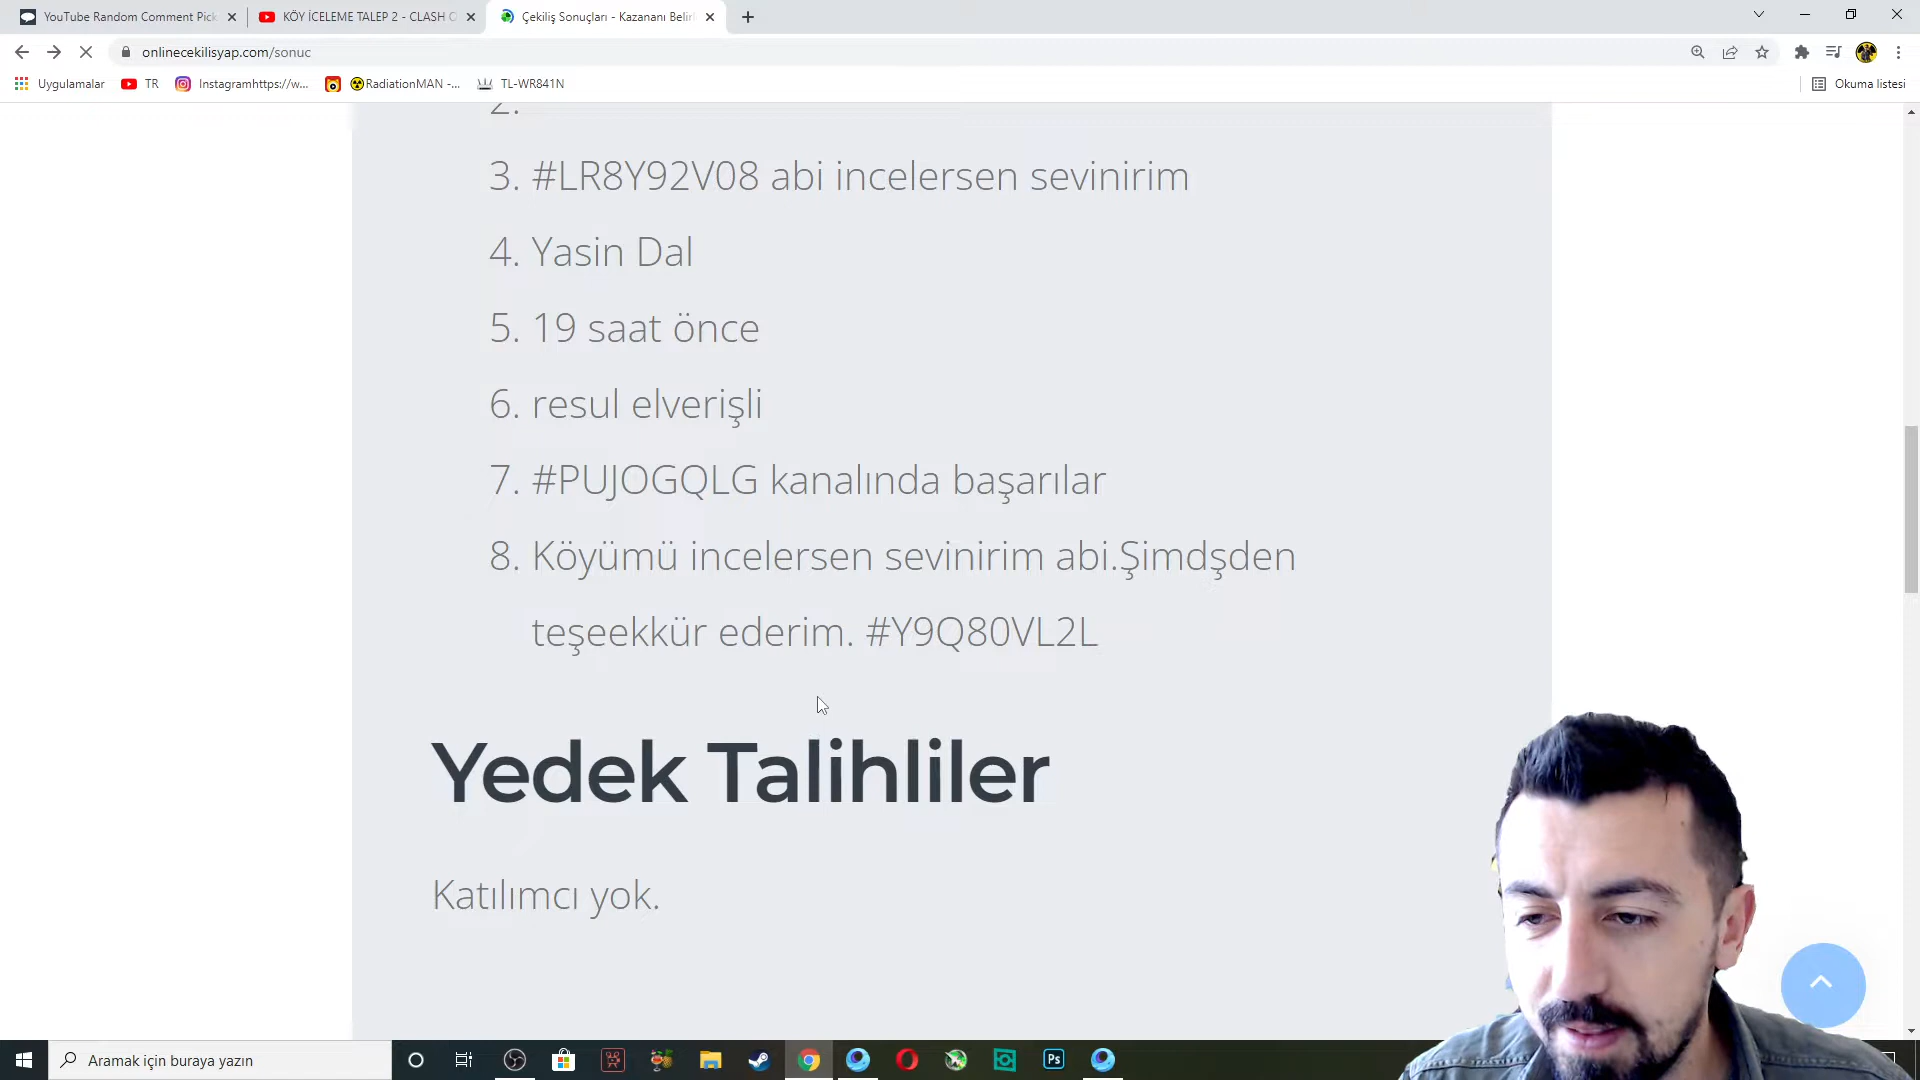 YouTube Random Comment Pick
KÖY İCELEME TALEP 2 - CLASH O
Çekiliş Sonuçları - Kazananı Belirl
onlinecekilisyap.com/sonuc
Uygulamalar
TR
Instagramhttps://w...
RadiationMAN -...
TL-WR841N
Okuma listesi
2.
3. #LR8Y92V08 abi incelersen sevinirim
4. Yasin Dal
5. 19 saat önce
6. resul elverişli
7. #PUJOGQLG kanalında başarılar
8. Köyümü incelersen sevinirim abi.Şimdşden
teşeekkür ederim. #Y9Q80VL2L
Yedek Talihliler
Katılımcı yok.
Aramak için buraya yazın
Ps